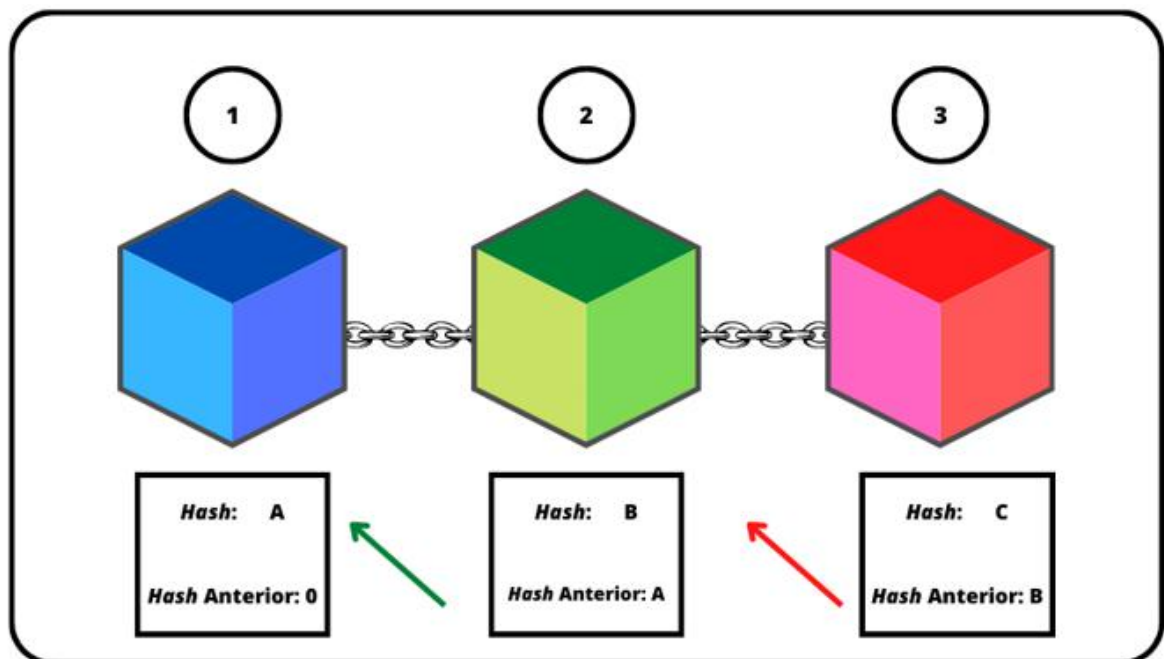 1
2
3
Hash: A
Hash Anterior: 0
Hash: B
Hash Anterior: A
Hash: C
Hash Anterior: B